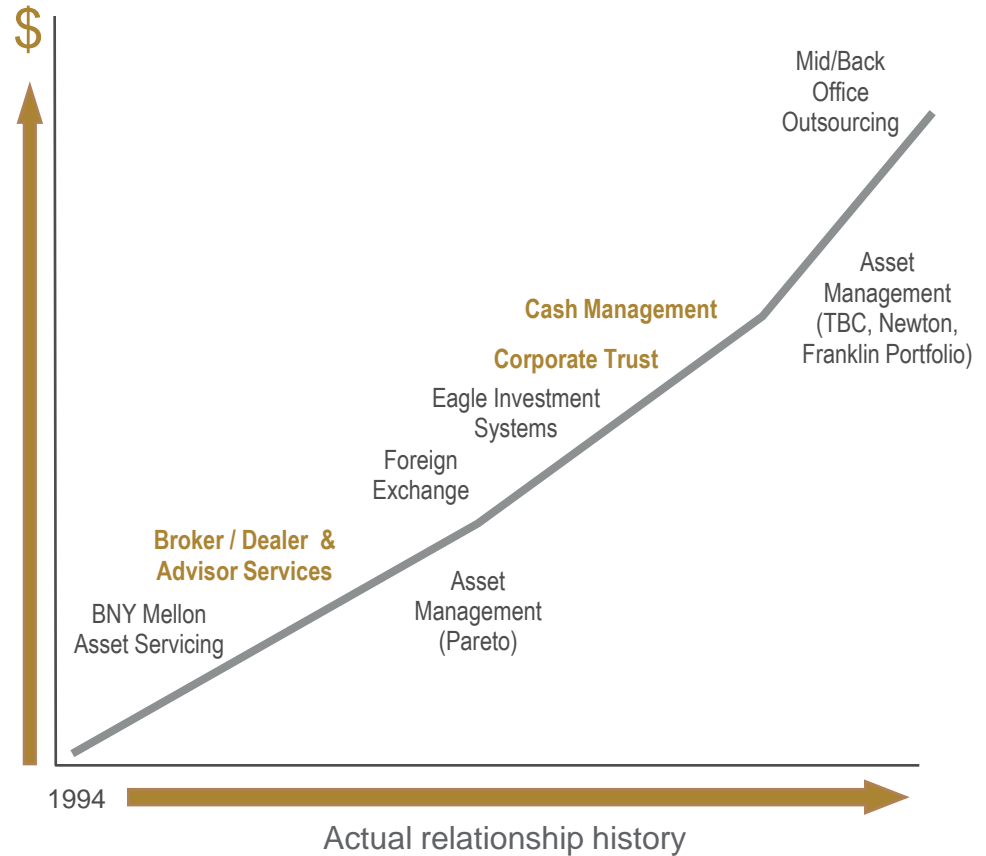 $
Mid/Back
Office
Outsourcing
Asset
Management
(TBC, Newton,
Franklin Portfolio)
Cash Management
Corporate Trust
Eagle Investment
Systems
Foreign
Exchange
Broker / Dealer &
Advisor Services
Asset
Management
(Pareto)
BNY Mellon
Asset Servicing
1994
Actual relationship history